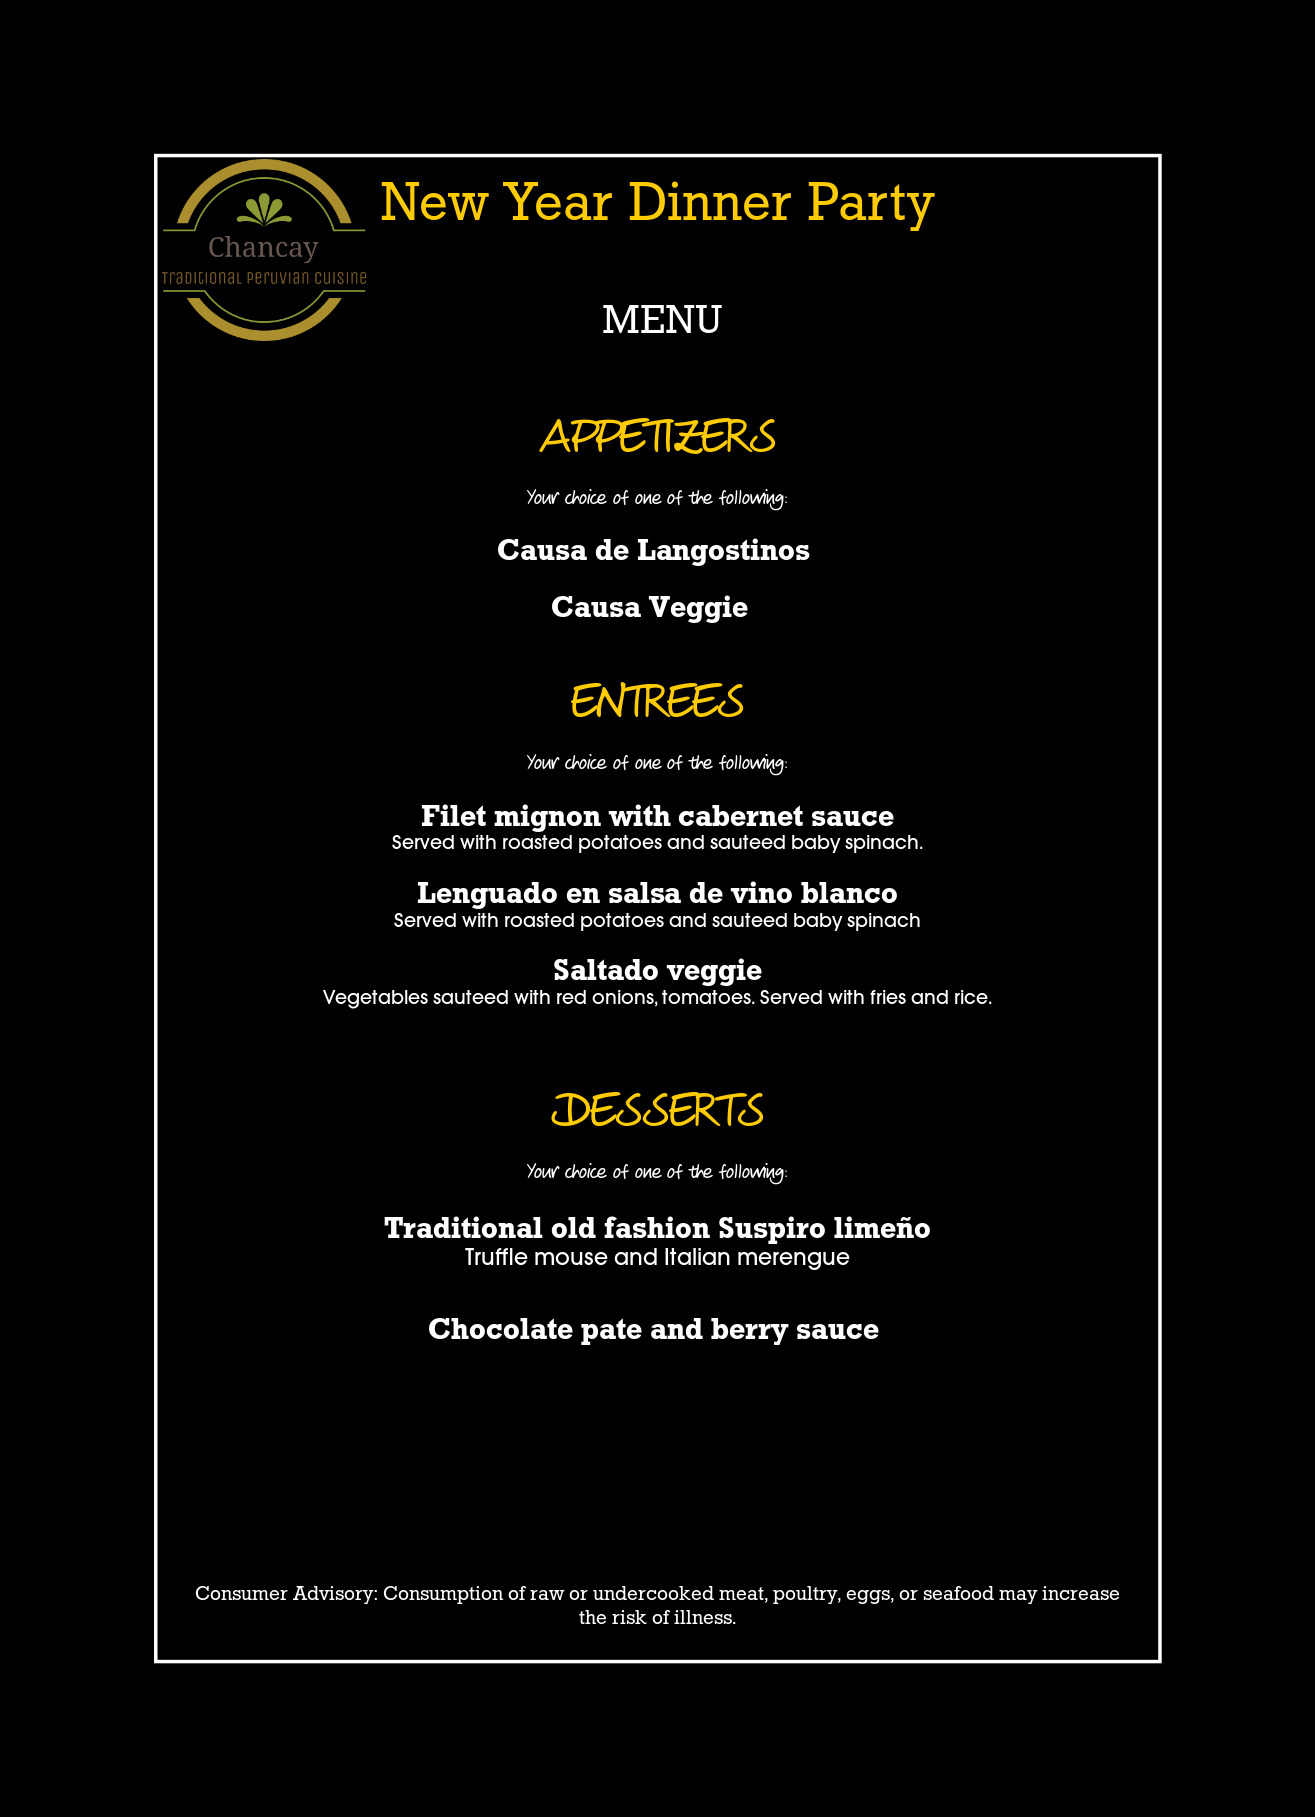 New Year Dinner Party
Chancay
Traditional Peruvian Cuisine
MENU
APPETIZERS
Your choice of one of the following:
Causa de Langostinos
Causa Veggie
ENTREES
Your choice of one of the following:
Filet mignon with cabernet sauce
Served with roasted potatoes and sauteed baby spinach.
Lenguado en salsa de vino blanco
Served with roasted potatoes and sauteed baby spinach
Saltado veggie
Vegetables sauteed with red onions, tomatoes. Served with fries and rice.
DESSERTS
Your choice of one of the following:
Traditional old fashion Suspiro limeño
Truffle mouse and Italian merengue
Chocolate pate and berry sauce
Consumer Advisory: Consumption of raw or undercooked meat, poultry, eggs, or seafood may increase
the risk of illness.